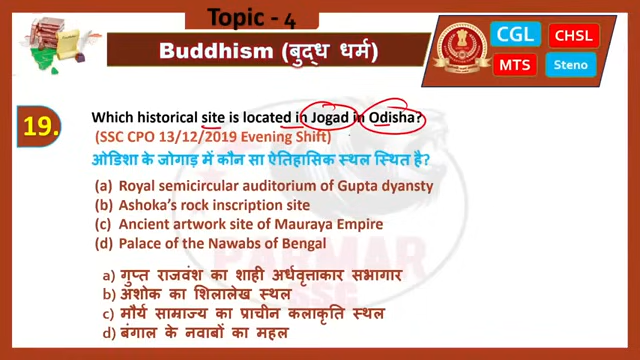 Topic - 4
Buddhism (बुद्ध धर्म)
CGL
CHSL
MTS
Steno
19.
Which historical site is located in Jogad in Odisha?
(SSC CPO 13/12/2019 Evening Shift)
ओडिशा के जोगाड़ में कौन सा ऐतिहासिक स्थल स्थित है?
(a) Royal semicircular auditorium of Gupta dyansty
(b) Ashoka's rock inscription site
(c) Ancient artwork site of Mauraya Empire
(d) Palace of the Nawabs of Bengal
a) गुप्त राजवंश का शाही अर्धवृत्ताकार सभागार
b) अशोक का शिलालेख स्थल
c) मौर्य साम्राज्य का प्राचीन कलाकृति स्थल
d) बंगाल के नवाबों का महल
PARMAR
SSC